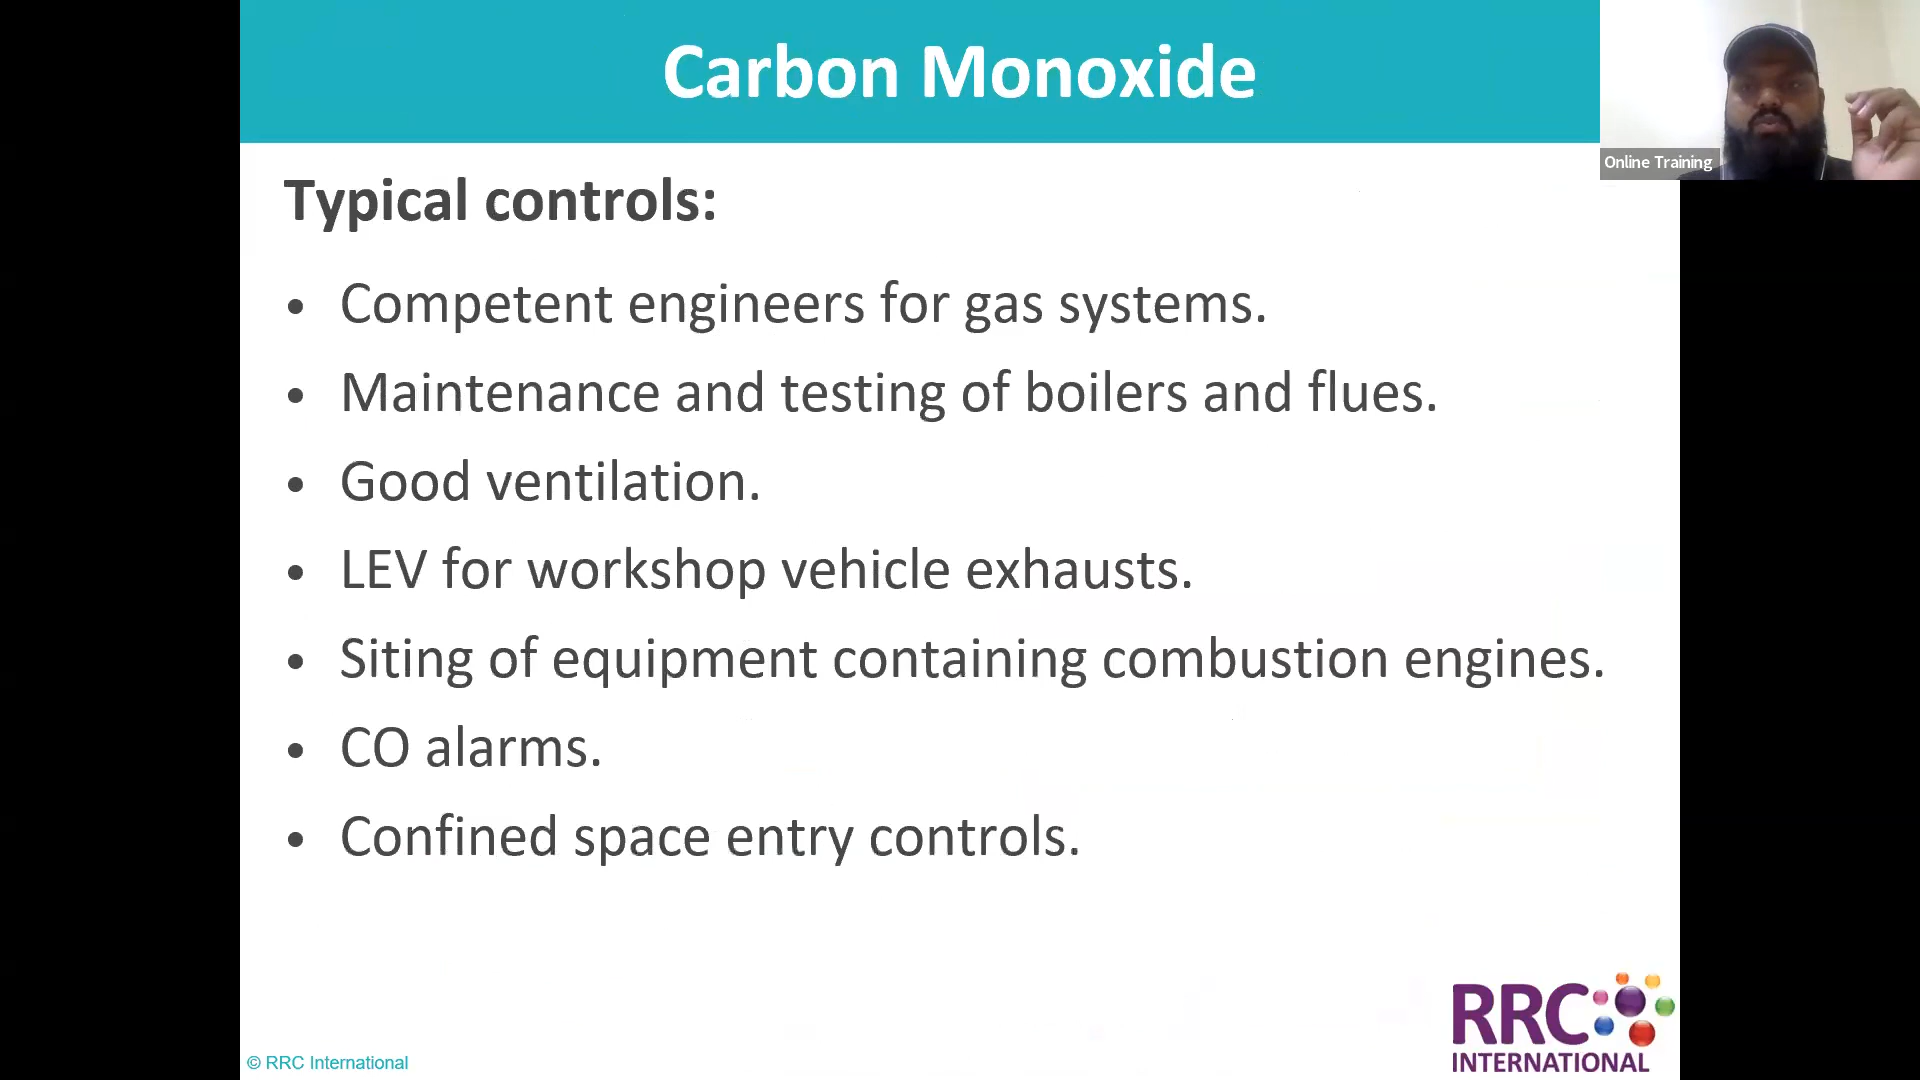 Carbon Monoxide
Online Training
Typical controls:
• Competent engineers for gas systems.
• Maintenance and testing of boilers and flues.
• Good ventilation.
• LEV for workshop vehicle exhausts.
• Siting of equipment containing combustion engines.
• CO alarms.
• Confined space entry controls.
RRC
INTERNATIONAL
© RRC International